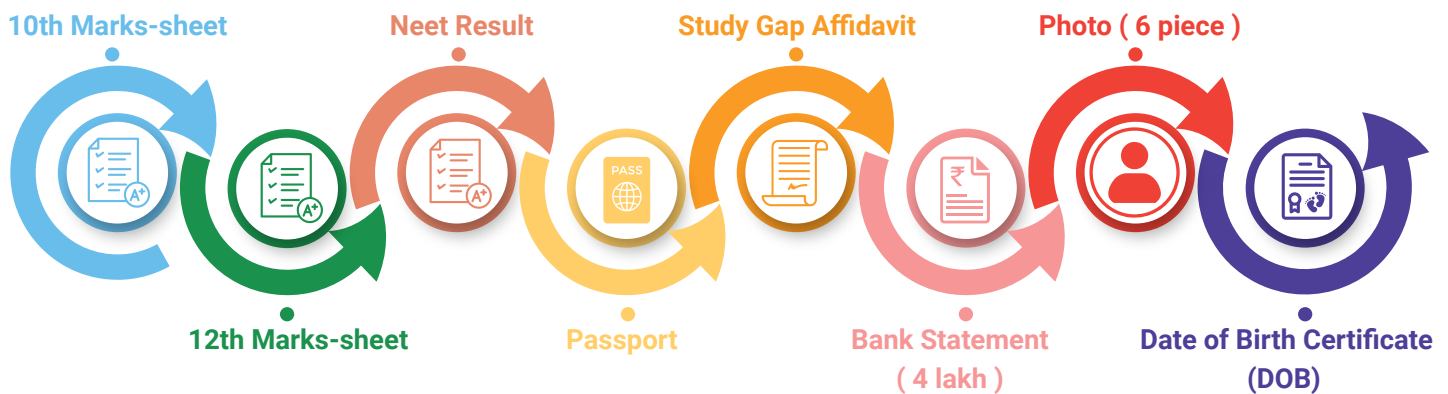 10th Marks-sheet
A+
12th Marks-sheet
A+
Neet Result
A+
Passport
PASS
Study Gap Affidavit
Bank Statement
( 4 lakh )
₹
Photo ( 6 piece )
Date of Birth Certificate
(DOB)